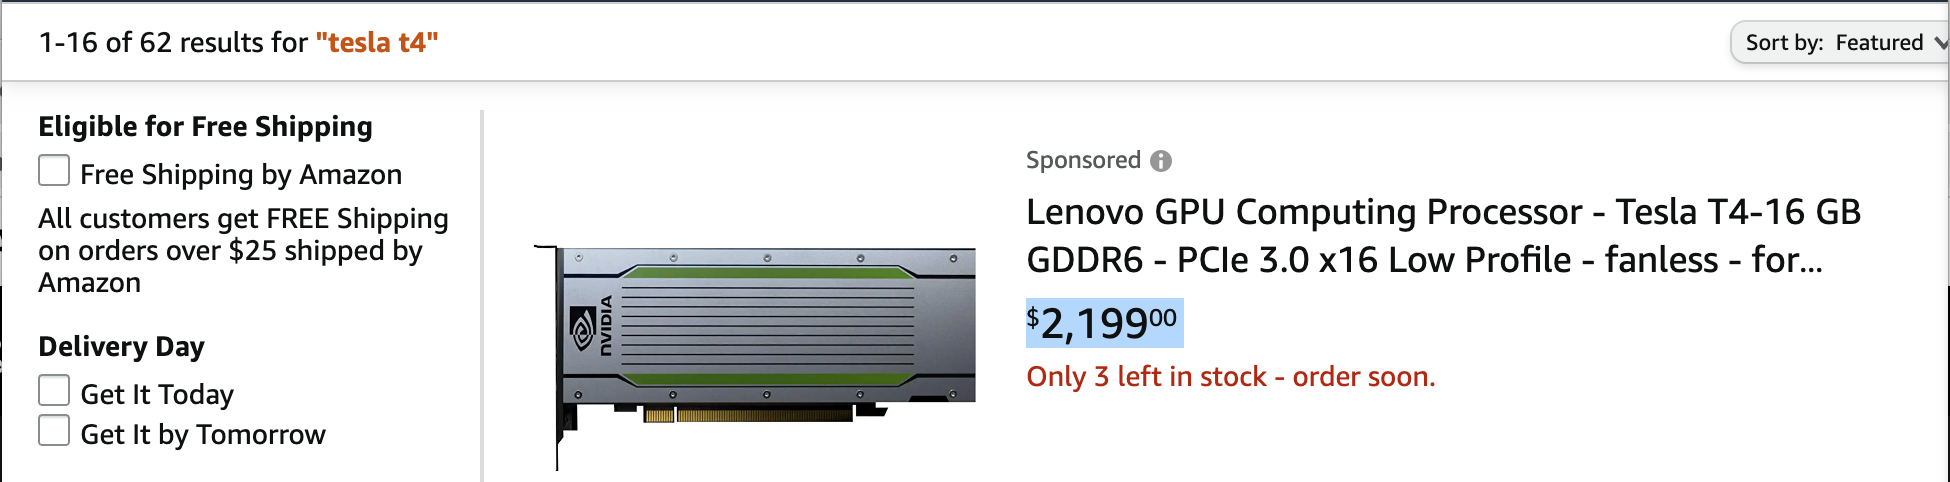 1-16 of 62 results for "tesla t4"
Sort by: Featured
Eligible for Free Shipping
Free Shipping by Amazon
All customers get FREE Shipping
on orders over $25 shipped by
Amazon
Delivery Day
Get It Today
Get It by Tomorrow
NVIDIA
Sponsored
Lenovo GPU Computing Processor - Tesla T4-16 GB
GDDR6 - PCIe 3.0 x16 Low Profile - fanless - for...
$2,19900
Only 3 left in stock - order soon.